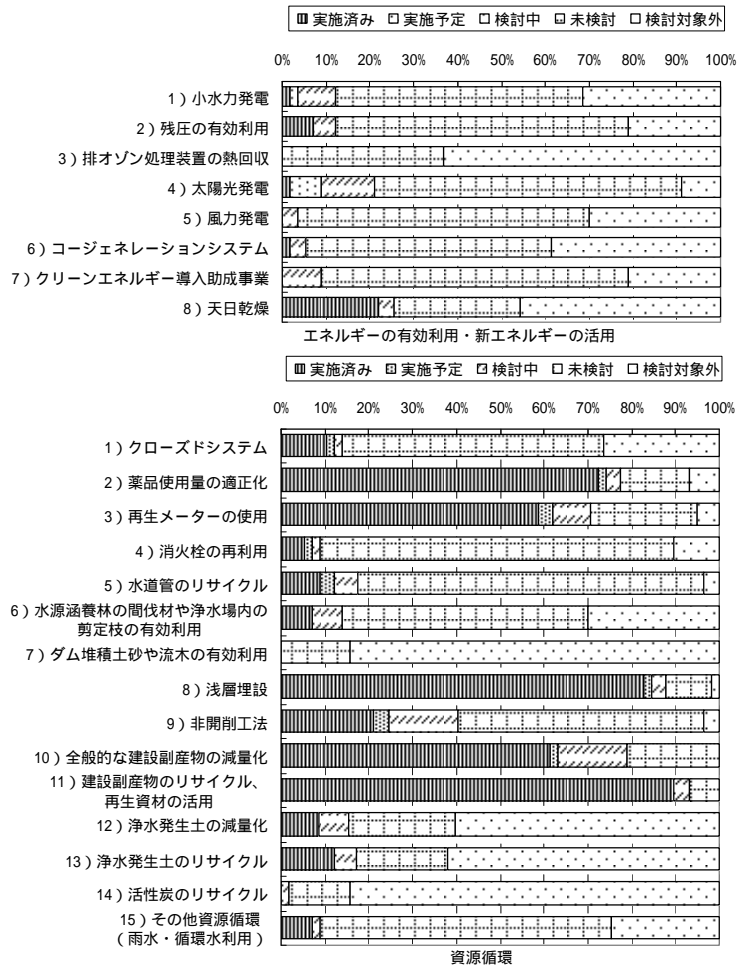 実施済み 実施予定 検討中 未検討 検討対象外
0% 10% 20% 30% 40% 50% 60% 70% 80% 90% 100%
1）小水力発電
2）残圧の有効利用
3）排オゾン処理装置の熱回収
4）太陽光発電
5）風力発電
6）コージェネレーションシステム
7）クリーンエネルギー導入助成事業
8）天日乾燥
エネルギーの有効利用・新エネルギーの活用
実施済み 実施予定 検討中 未検討 検討対象外
0% 10% 20% 30% 40% 50% 60% 70% 80% 90% 100%
1）クローズドシステム
2）薬品使用量の適正化
3）再生メーターの使用
4）消火栓の再利用
5）水道管のリサイクル
6）水源涵養林の間伐材や浄水場内の
剪定枝の有効利用
7）ダム堆積土砂や流木の有効利用
8）浅層埋設
9）非開削工法
10）全般的な建設副産物の減量化
11）建設副産物のリサイクル、
再生資材の活用
12）浄水発生土の減量化
13）浄水発生土のリサイクル
14）活性炭のリサイクル
15）その他資源循環
（雨水・循環水利用）
資源循環